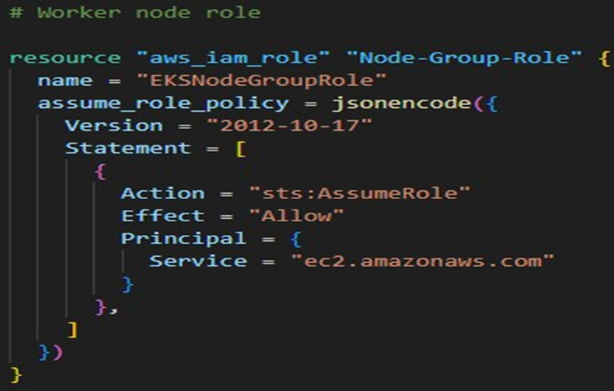 # Worker node role
resource "aws_iam_role" "Node-Group-Role" {
  name = "EKSNodeGroupRole"
  assume_role_policy = jsonencode({
    Version = "2012-10-17"
    Statement = [
      {
        Action = "sts:AssumeRole"
        Effect = "Allow"
        Principal = {
          Service = "ec2.amazonaws.com"
        }
      },
    ]
  })
}